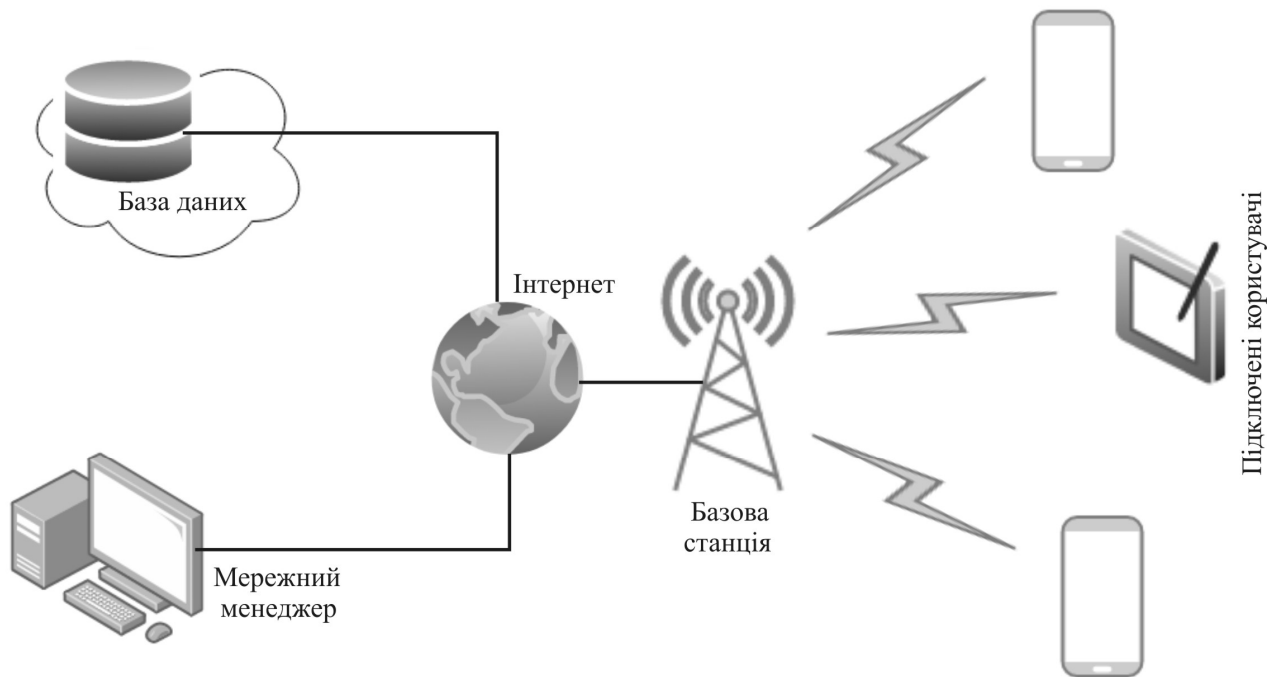 База даних
Інтернет
Базова
станція
Мережний
менеджер
Підключені користувачі